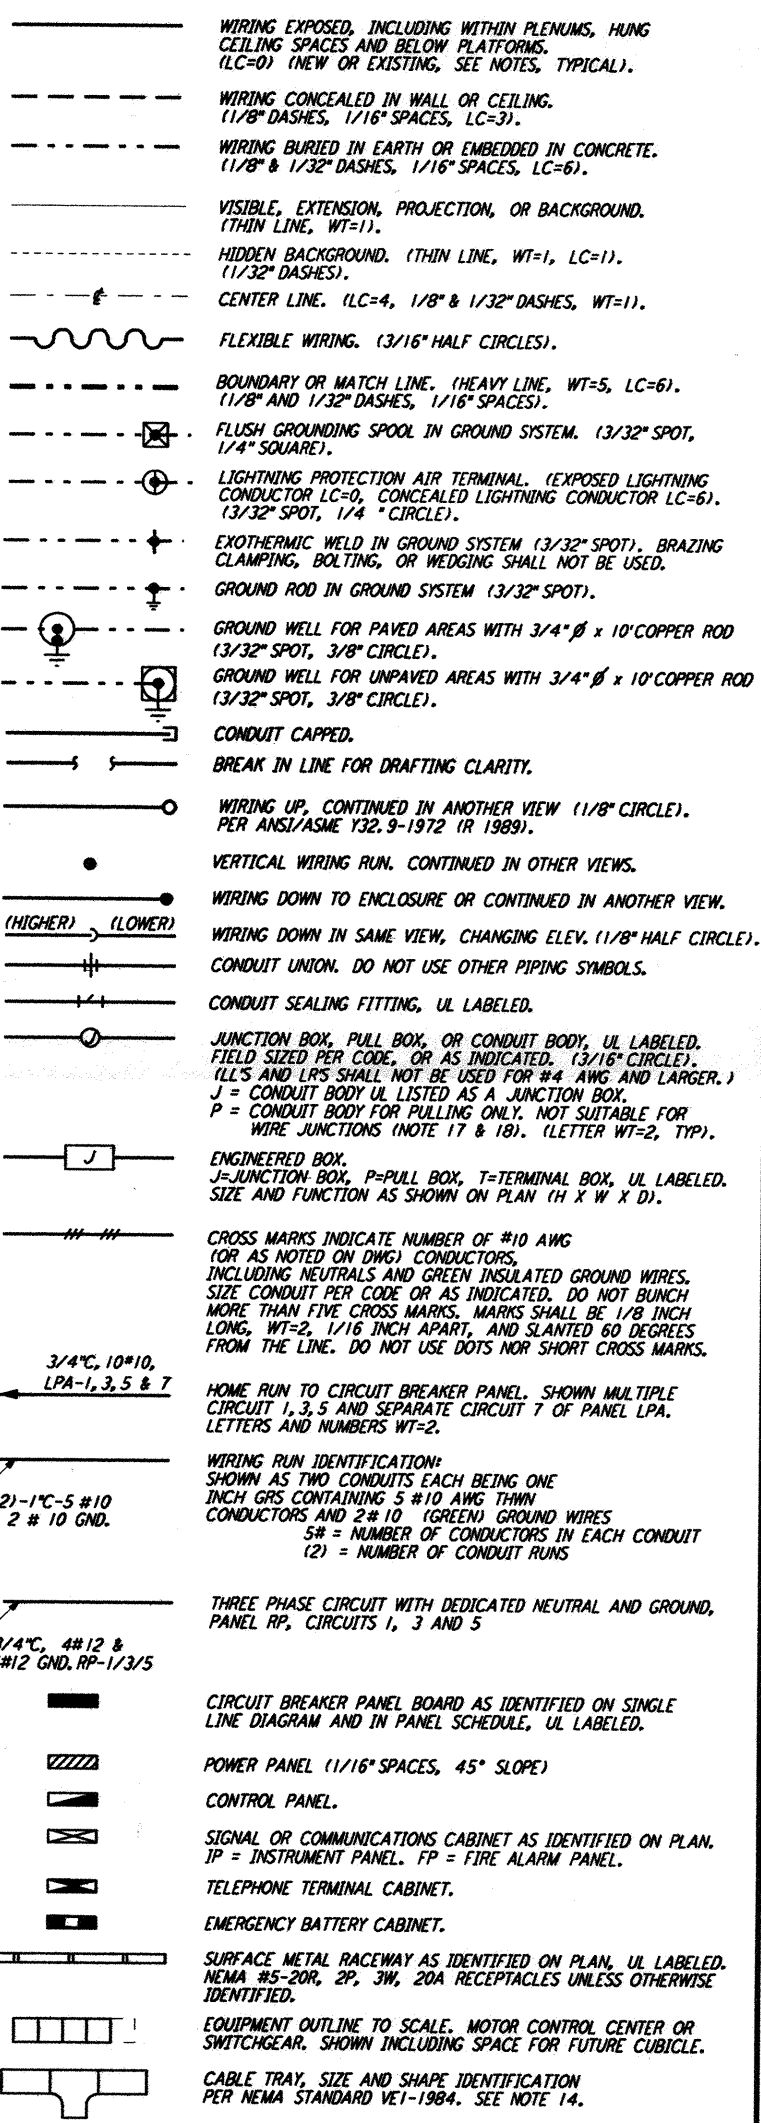 WIRING EXPOSED, INCLUDING WITHIN PLENUMS, HUNG
CEILING SPACES AND BELOW PLATFORMS.
(LC=0) (NEW OR EXISTING, SEE NOTES, TYPICAL).
WIRING CONCEALED IN WALL OR CEILING.
(1/8" DASHES, 1/16" SPACES, LC=3).
WIRING BURIED IN EARTH OR EMBEDDED IN CONCRETE.
(1/8" & 1/32" DASHES, 1/16" SPACES, LC=6).
VISIBLE, EXTENSION, PROJECTION, OR BACKGROUND.
(THIN LINE, WT=1).
HIDDEN BACKGROUND. (THIN LINE, WT=1, LC=1).
(1/32" DASHES).
CENTER LINE. (LC=4, 1/8" & 1/32" DASHES, WT=1).
FLEXIBLE WIRING. (3/16" HALF CIRCLES).
BOUNDARY OR MATCH LINE. (HEAVY LINE, WT=5, LC=6).
(1/8" AND 1/32" DASHES, 1/16" SPACES).
FLUSH GROUNDING SPOOL IN GROUND SYSTEM. (3/32" SPOT,
1/4" SQUARE).
LIGHTNING PROTECTION AIR TERMINAL. (EXPOSED LIGHTNING
CONDUCTOR LC=0, CONCEALED LIGHTNING CONDUCTOR LC=6).
(3/32" SPOT, 1/4 " CIRCLE).
EXOTHERMIC WELD IN GROUND SYSTEM (3/32" SPOT). BRAZING
CLAMPING, BOLTING, OR WEDGING SHALL NOT BE USED.
GROUND ROD IN GROUND SYSTEM (3/32" SPOT).
GROUND WELL FOR PAVED AREAS WITH 3/4" Ø x 10' COPPER ROD
(3/32" SPOT, 3/8" CIRCLE).
GROUND WELL FOR UNPAVED AREAS WITH 3/4" Ø x 10' COPPER ROD
(3/32" SPOT, 3/8" CIRCLE).
CONDUIT CAPPED.
BREAK IN LINE FOR DRAFTING CLARITY.
WIRING UP, CONTINUED IN ANOTHER VIEW (1/8" CIRCLE).
PER ANSI/ASME Y32.9-1972 (R 1989).
VERTICAL WIRING RUN. CONTINUED IN OTHER VIEWS.
WIRING DOWN TO ENCLOSURE OR CONTINUED IN ANOTHER VIEW.
(HIGHER) (LOWER)
WIRING DOWN IN SAME VIEW, CHANGING ELEV. (1/8" HALF CIRCLE).
CONDUIT UNION. DO NOT USE OTHER PIPING SYMBOLS.
CONDUIT SEALING FITTING, UL LABELED.
J
JUNCTION BOX, PULL BOX, OR CONDUIT BODY, UL LABELED.
FIELD SIZED PER CODE, OR AS INDICATED. (3/16" CIRCLE).
(LL'S AND LR'S SHALL NOT BE USED FOR #4 AWG AND LARGER.)
J = CONDUIT BODY UL LISTED AS A JUNCTION BOX.
P = CONDUIT BODY FOR PULLING ONLY. NOT SUITABLE FOR
WIRE JUNCTIONS (NOTE 17 & 18). (LETTER WT=2, TYP).
J
ENGINEERED BOX.
J=JUNCTION BOX, P=PULL BOX, T=TERMINAL BOX, UL LABELED.
SIZE AND FUNCTION AS SHOWN ON PLAN (H X W X D).
CROSS MARKS INDICATE NUMBER OF #10 AWG
(OR AS NOTED ON DWG) CONDUCTORS,
INCLUDING NEUTRALS AND GREEN INSULATED GROUND WIRES.
SIZE CONDUIT PER CODE OR AS INDICATED. DO NOT BUNCH
MORE THAN FIVE CROSS MARKS. MARKS SHALL BE 1/8 INCH
LONG, WT=2, 1/16 INCH APART, AND SLANTED 60 DEGREES
FROM THE LINE. DO NOT USE DOTS NOR SHORT CROSS MARKS.
3/4"C, 10#10,
LPA-1, 3, 5 & 7
HOME RUN TO CIRCUIT BREAKER PANEL. SHOWN MULTIPLE
CIRCUIT 1, 3, 5 AND SEPARATE CIRCUIT 7 OF PANEL LPA.
LETTERS AND NUMBERS WT=2.
2)-1"C-5 #10
2 # 10 GND.
WIRING RUN IDENTIFICATION:
SHOWN AS TWO CONDUITS EACH BEING ONE
INCH GRS CONTAINING 5 #10 AWG THWN
CONDUCTORS AND 2# 10 (GREEN) GROUND WIRES
5# = NUMBER OF CONDUCTORS IN EACH CONDUIT
(2) = NUMBER OF CONDUIT RUNS
THREE PHASE CIRCUIT WITH DEDICATED NEUTRAL AND GROUND,
PANEL RP, CIRCUITS 1, 3 AND 5
3/4"C, 4#12 &
#12 GND. RP-1/3/5
CIRCUIT BREAKER PANEL BOARD AS IDENTIFIED ON SINGLE
LINE DIAGRAM AND IN PANEL SCHEDULE, UL LABELED.
POWER PANEL (1/16" SPACES, 45° SLOPE)
CONTROL PANEL.
SIGNAL OR COMMUNICATIONS CABINET AS IDENTIFIED ON PLAN.
IP = INSTRUMENT PANEL. FP = FIRE ALARM PANEL.
TELEPHONE TERMINAL CABINET.
EMERGENCY BATTERY CABINET.
SURFACE METAL RACEWAY AS IDENTIFIED ON PLAN, UL LABELED.
NEMA #5-20R, 2P, 3W, 20A RECEPTACLES UNLESS OTHERWISE
IDENTIFIED.
EQUIPMENT OUTLINE TO SCALE. MOTOR CONTROL CENTER OR
SWITCHGEAR. SHOWN INCLUDING SPACE FOR FUTURE CUBICLE.
CABLE TRAY, SIZE AND SHAPE IDENTIFICATION
PER NEMA STANDARD VE1-1984. SEE NOTE 14.